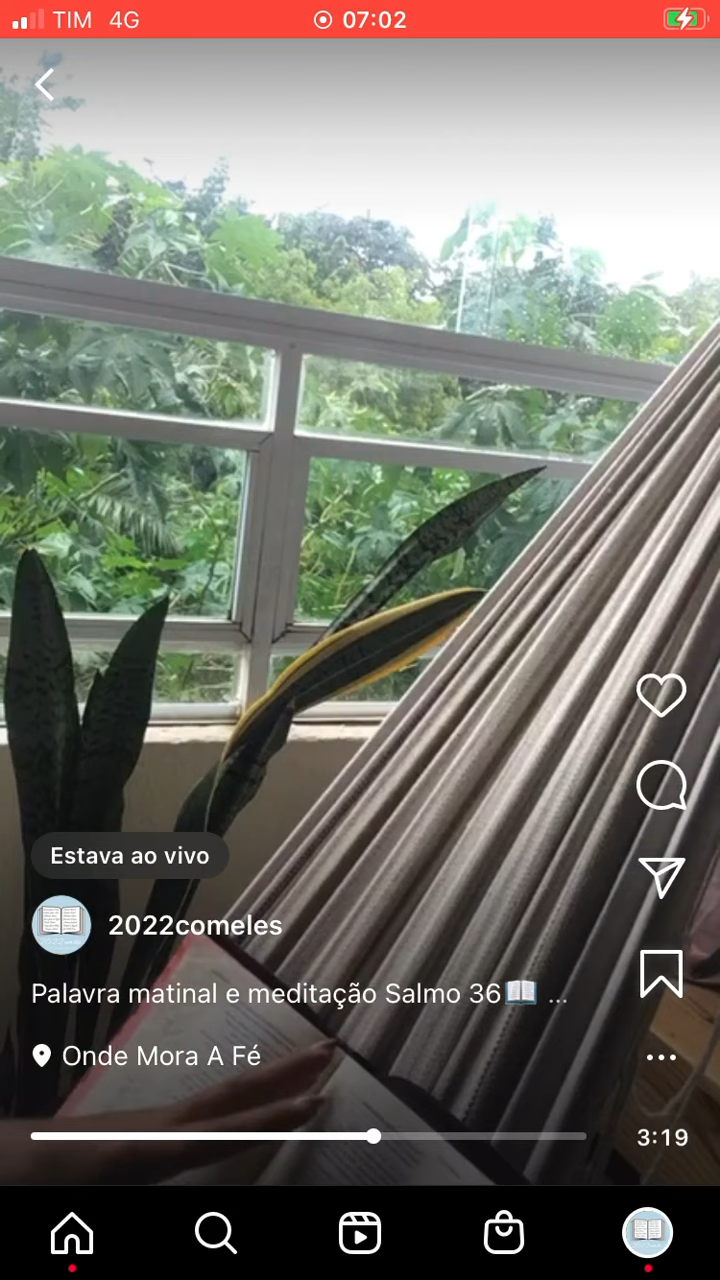 TIM 4G 07:02
Estava ao vivo
2022comeles
Palavra matinal e meditação Salmo 36📖 ...
Onde Mora A Fé
3:19